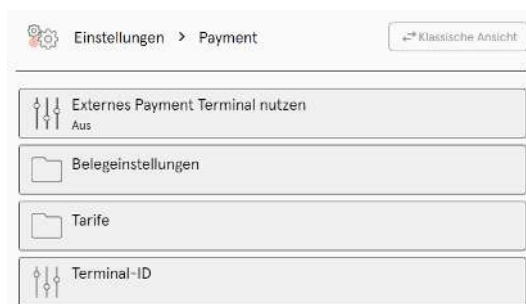 Einstellungen > Payment
Klassische Ansicht
Externes Payment Terminal nutzen
Aus
Belegeinstellungen
Tarife
Terminal-ID